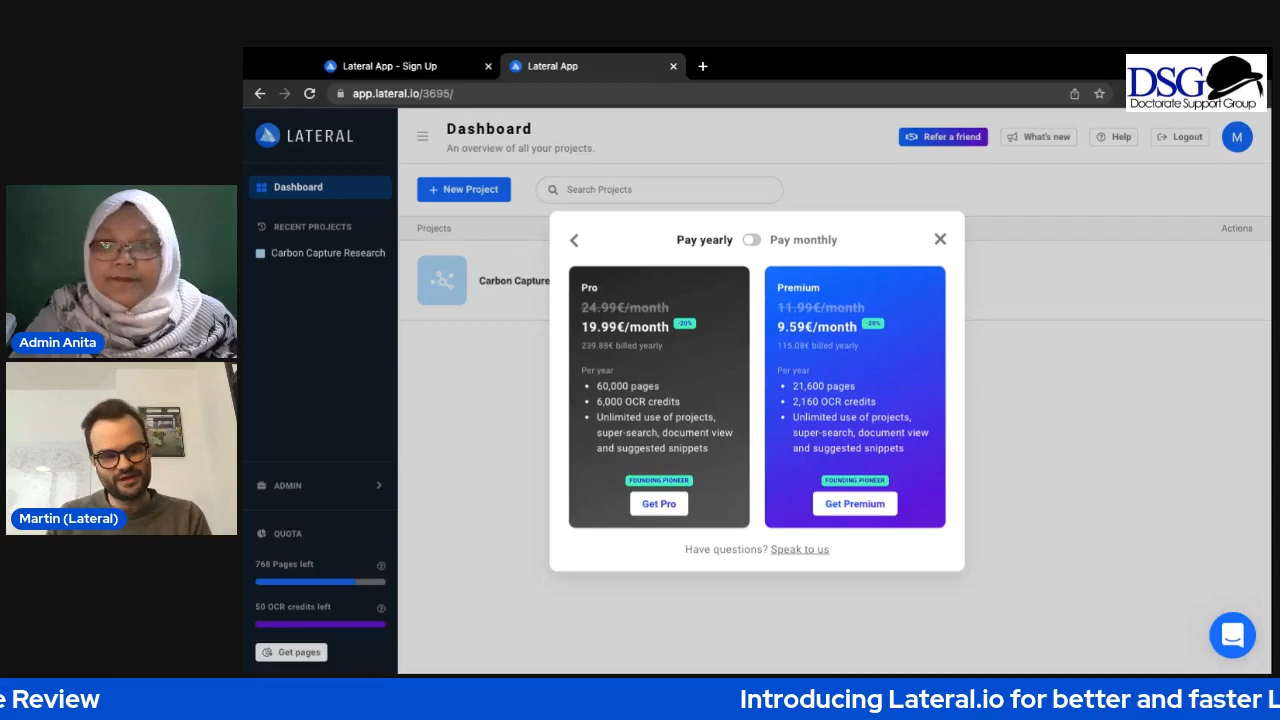 Lateral App - Sign Up
Lateral App
app.lateral.io/3695/
DSG
Doctorate Support Group
LATERAL
Dashboard
An overview of all your projects.
Refer a friend
What's new
Help
Logout
M
Dashboard
RECENT PROJECTS
Carbon Capture Research
+ New Project
Search Projects
Projects
Actions
Carbon Capture
Pay yearly
Pay monthly
Pro
24.99€/month
19.99€/month -20%
239.88€ billed yearly
Per year
• 60,000 pages
• 6,000 OCR credits
• Unlimited use of projects,
super-search, document view
and suggested snippets
FOUNDING PIONEER
Get Pro
Premium
11.99€/month
9.59€/month -20%
115.08€ billed yearly
Per year
• 21,600 pages
• 2,160 OCR credits
• Unlimited use of projects,
super-search, document view
and suggested snippets
FOUNDING PIONEER
Get Premium
Have questions? Speak to us
ADMIN
QUOTA
768 Pages left
50 OCR credits left
Get pages
Admin Anita
Martin (Lateral)
e Review
Introducing Lateral.io for better and faster L